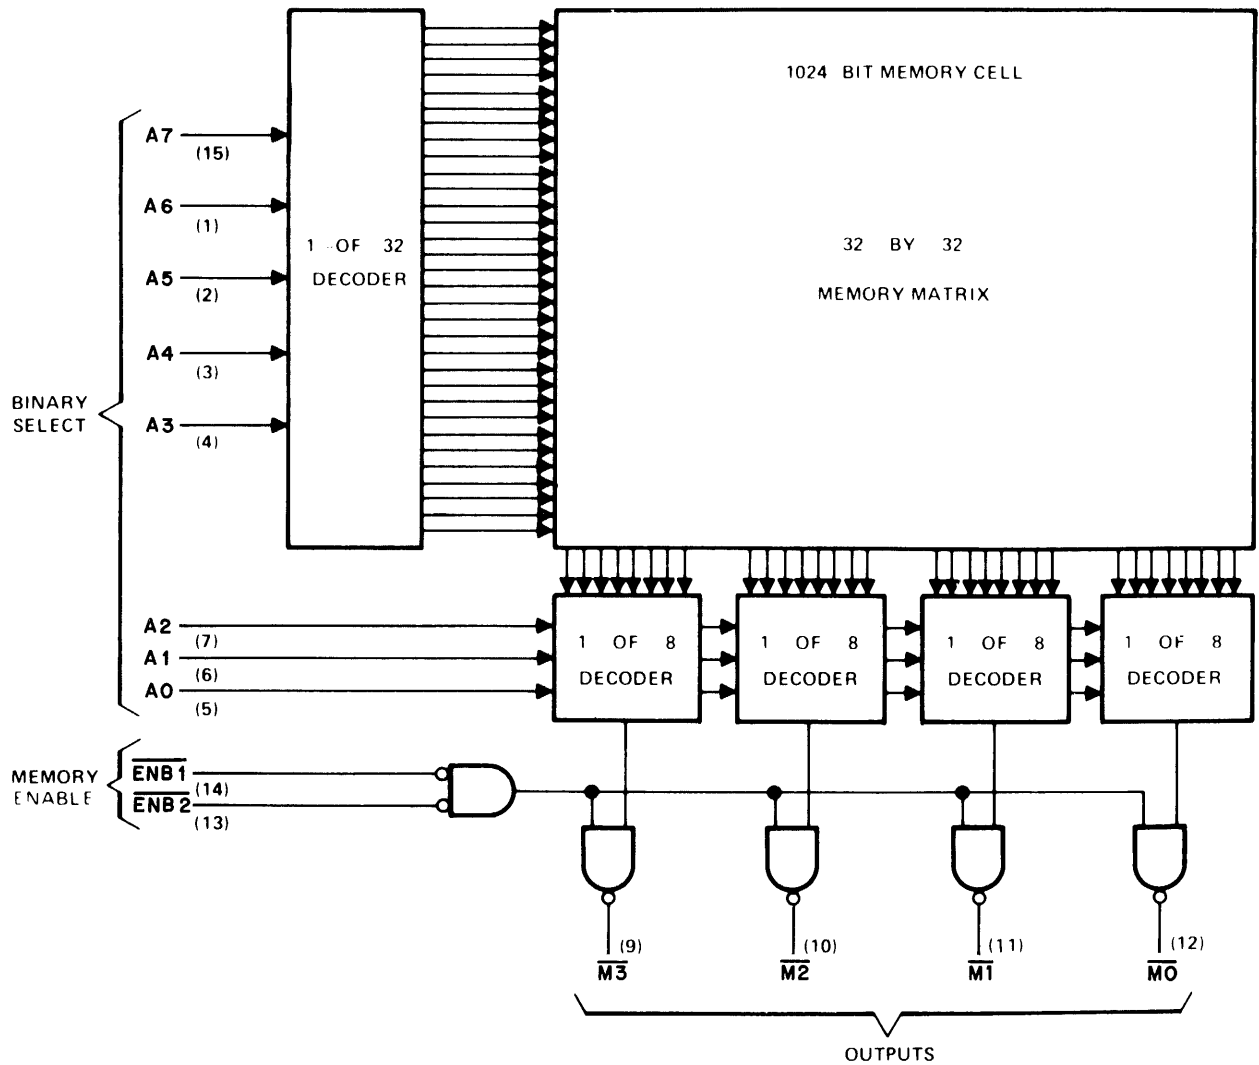 1024 BIT MEMORY CELL
A7
(15)
A6
(1)
1 OF 32
DECODER
32 BY 32
MEMORY MATRIX
A5
(2)
A4
(3)
BINARY
SELECT
A3
(4)
A2
(7)
A1
(6)
A0
(5)
1 OF 8
DECODER
1 OF 8
DECODER
1 OF 8
DECODER
1 OF 8
DECODER
MEMORY
ENABLE
ENB1
(14)
ENB2
(13)
(9)
M3
(10)
M2
(11)
M1
(12)
M0
OUTPUTS